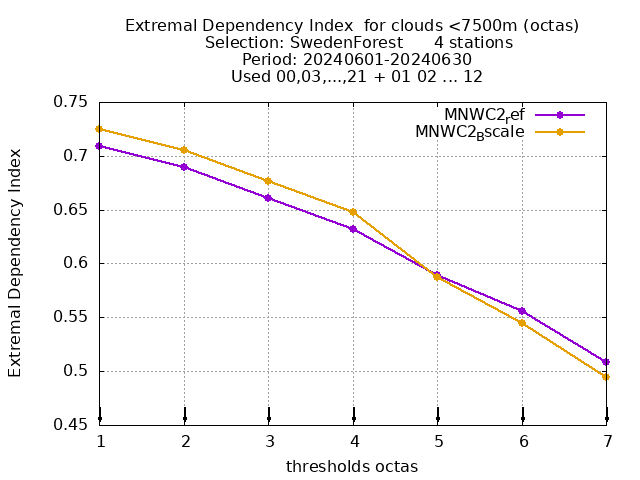 Extremal Dependency Index  for clouds <7500m (octas)
Selection: SwedenForest      4 stations
Period: 20240601-20240630
Used 00,03,...,21 + 01 02 ... 12
MNWC2_ref
MNWC2_Bscale
Extremal Dependency Index
0.75
0.7
0.65
0.6
0.55
0.5
0.45
1 2 3 4 5 6 7
thresholds octas